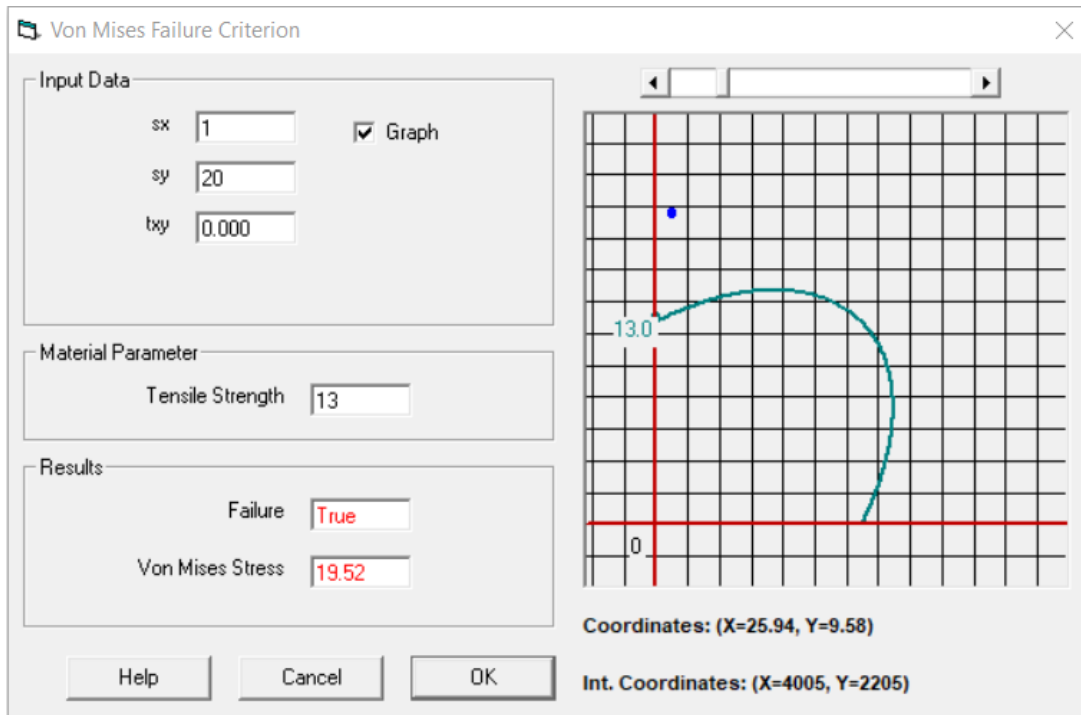 Von Mises Failure Criterion
Input Data
sx 1
Graph
sy 20
txy 0.000
Material Parameter
Tensile Strength 13
Results
Failure True
Von Mises Stress 19.52
Help Cancel OK
13.0
0
Coordinates: (X=25.94, Y=9.58)
Int. Coordinates: (X=4005, Y=2205)